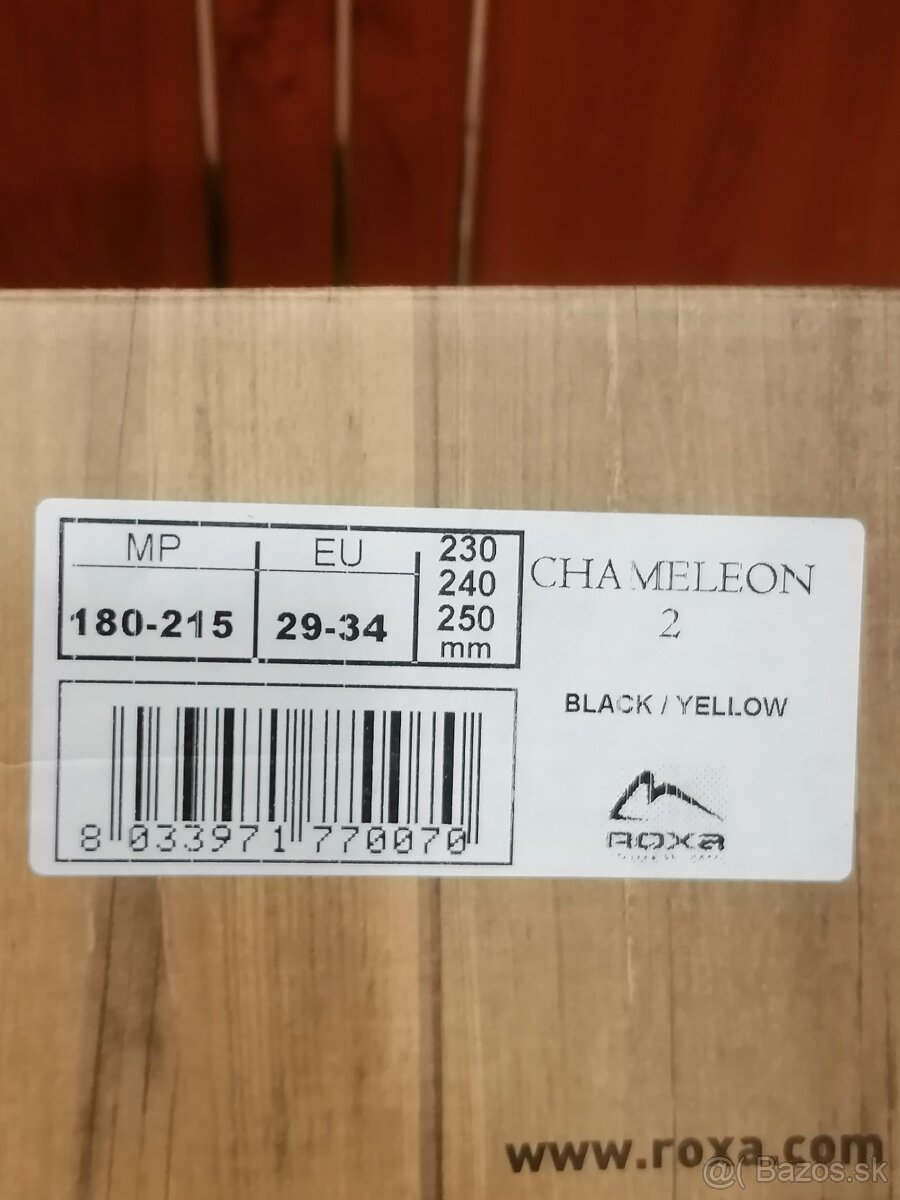 MP
180-215
EU
29-34
230
240
250
mm
CHAMELEON
2
BLACK / YELLOW
8 033971 770070
ROXA
www.roxa.com
@( Bazos.sk